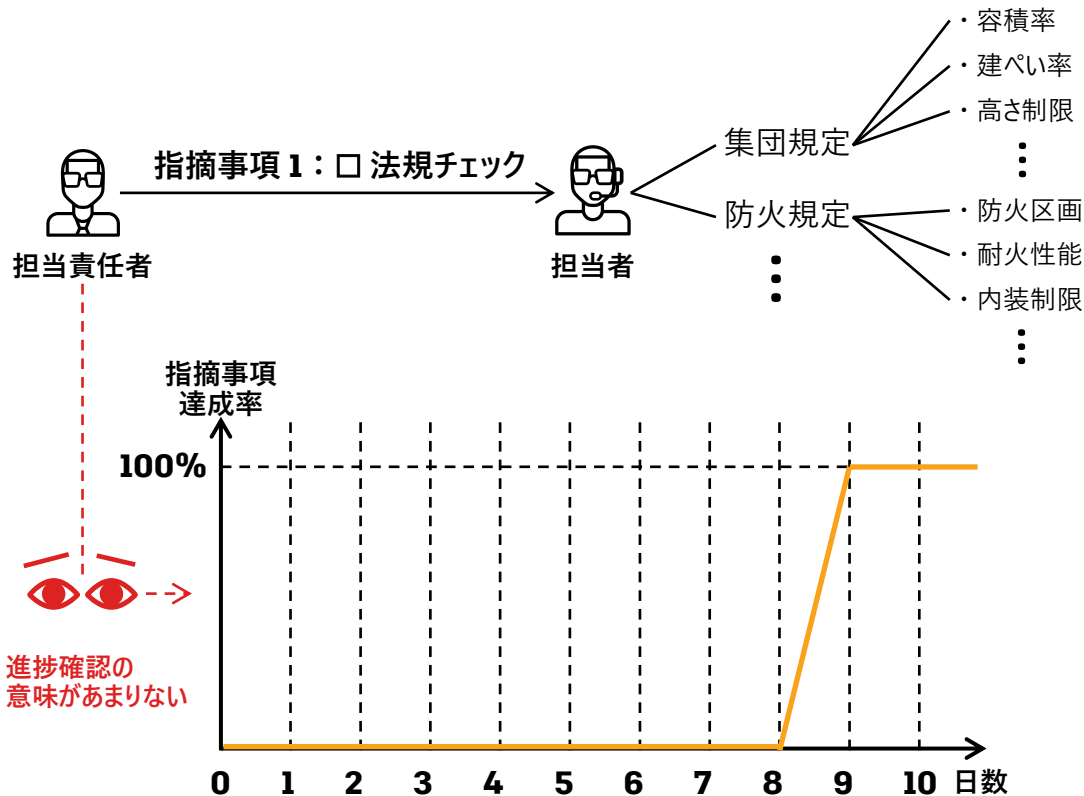 ・容積率
・建ぺい率
・高さ制限
集団規定
指摘事項 1：□ 法規チェック
防火規定
・防火区画
・耐火性能
・内装制限
担当責任者
担当者
指摘事項
達成率
100%
進捗確認の
意味があまりない
0 1 2 3 4 5 6 7 8 9 10 日数